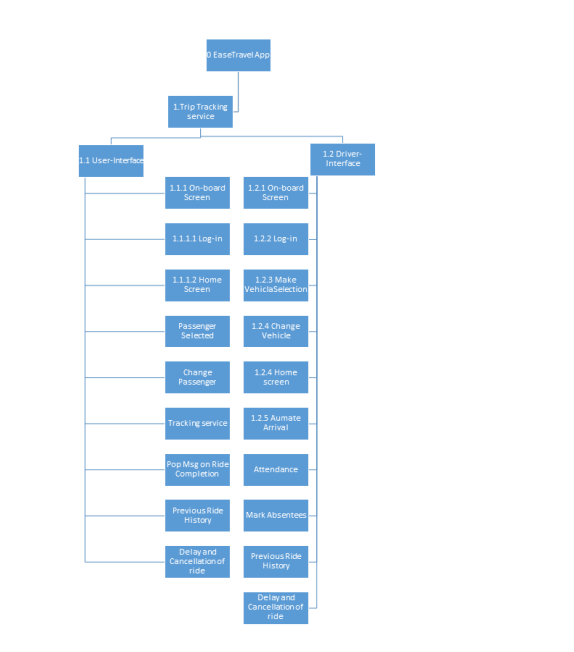 0 EaseTravel App
1.Trip Tracking
service
1.1 User-Interface
1.2 Driver-
Interface
1.1.1 On-board
Screen
1.1.1.1 Log-in
1.1.1.2 Home
Screen
Passenger
Selected
Change
Passenger
Tracking service
Pop Msg on Ride
Completion
Previous Ride
History
Delay and
Cancellation of
ride
1.2.1 On-board
Screen
1.2.2 Log-in
1.2.3 Make
VehiclaSelection
1.2.4 Change
Vehicle
1.2.4 Home
screen
1.2.5 Aumate
Arrival
Attendance
Mark Absentees
Previous Ride
History
Delay and
Cancellation of
ride